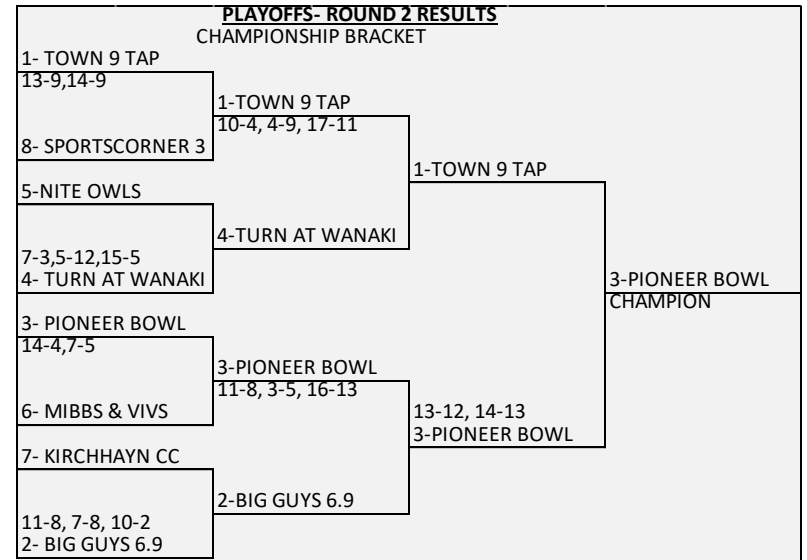 PLAYOFFS- ROUND 2 RESULTS
CHAMPIONSHIP BRACKET
1- TOWN 9 TAP
13-9,14-9
1-TOWN 9 TAP
10-4, 4-9, 17-11
8- SPORTSCORNER 3
1-TOWN 9 TAP
5-NITE OWLS
4-TURN AT WANAKI
7-3,5-12,15-5
4- TURN AT WANAKI
3-PIONEER BOWL
CHAMPION
3- PIONEER BOWL
14-4,7-5
3-PIONEER BOWL
11-8, 3-5, 16-13
6- MIBBS & VIVS
13-12, 14-13
3-PIONEER BOWL
7- KIRCHHAYN CC
2-BIG GUYS 6.9
11-8, 7-8, 10-2
2- BIG GUYS 6.9